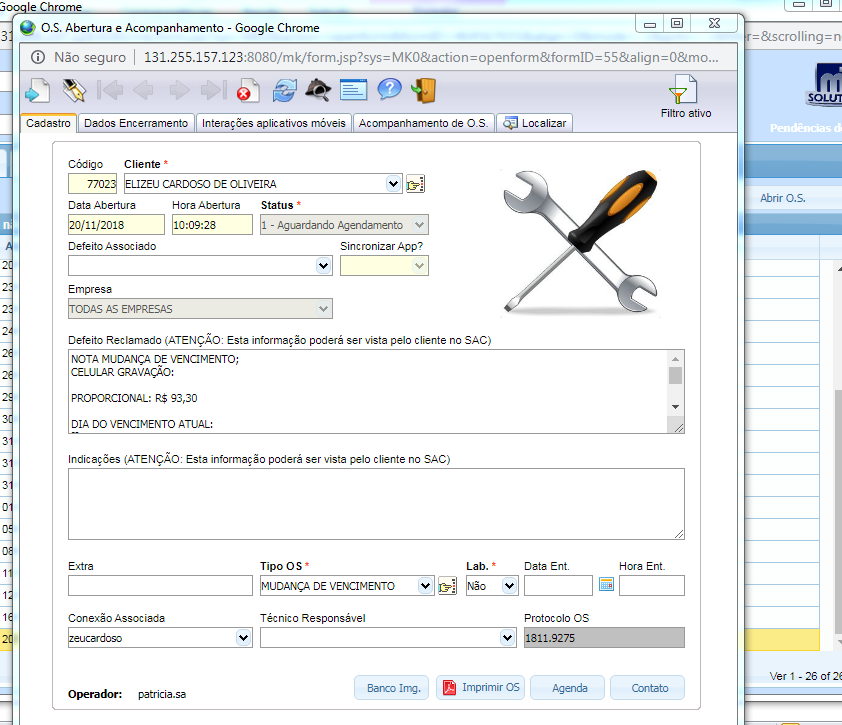 Google Chrome
O.S. Abertura e Acompanhamento - Google Chrome
Não seguro 131.255.157.123:8080/mk/form.jsp?sys=MK0&action=openform&formID=55&align=0&mo...
=&scrolling=n
Filtro ativo
SOLUT
Pendências d
Cadastro Dados Encerramento Interações aplicativos móveis Acompanhamento de O.S. Localizar
Abrir O.S.
Código Cliente *
77023 ELIZEU CARDOSO DE OLIVEIRA
Data Abertura Hora Abertura Status *
20/11/2018 10:09:28 1 - Aguardando Agendamento
Defeito Associado Sincronizar App?
Empresa
TODAS AS EMPRESAS
Defeito Reclamado (ATENÇÃO: Esta informação poderá ser vista pelo cliente no SAC)
NOTA MUDANÇA DE VENCIMENTO;
CELULAR GRAVAÇÃO:
PROPORCIONAL: R$ 93,30
DIA DO VENCIMENTO ATUAL:
Indicações (ATENÇÃO: Esta informação poderá ser vista pelo cliente no SAC)
Extra Tipo OS * Lab. * Data Ent. Hora Ent.
MUDANÇA DE VENCIMENTO Não
Conexão Associada Técnico Responsável Protocolo OS
zeucardoso 1811.9275
Ver 1 - 26 of 26
Operador: patricia.sa Banco Img. Imprimir OS Agenda Contato